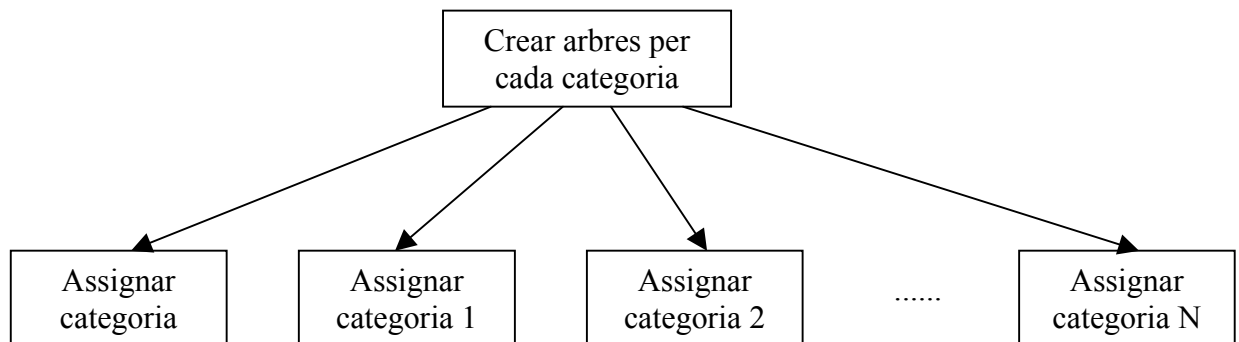 Crear arbres per
cada categoria
Assignar
categoria
Assignar
categoria 1
Assignar
categoria 2
......
Assignar
categoria N